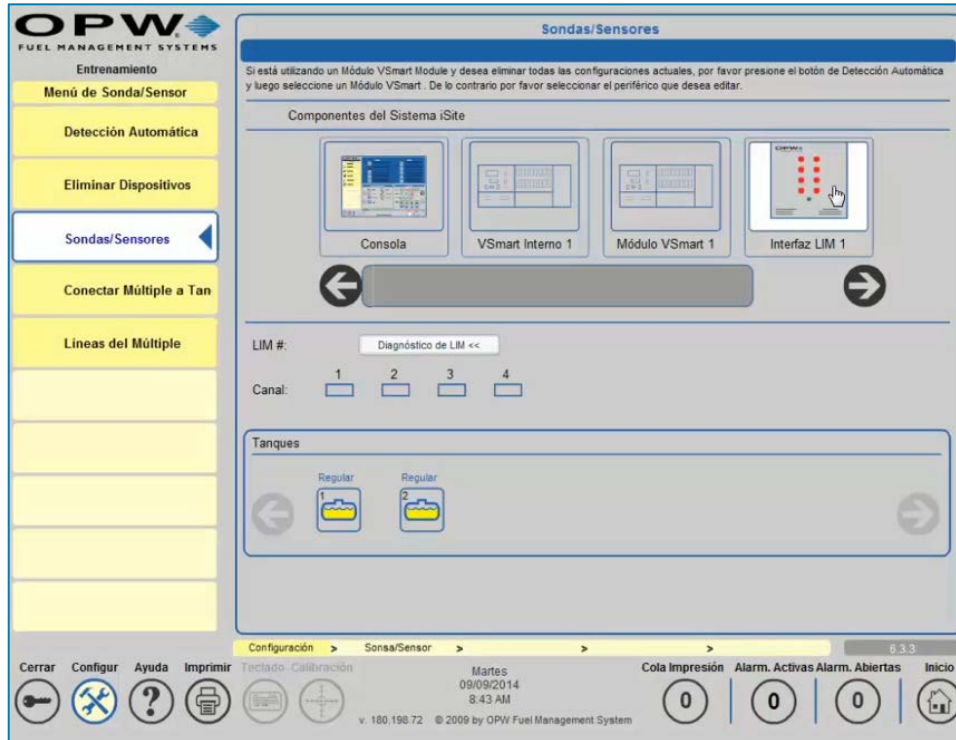 OPW
FUEL MANAGEMENT SYSTEMS
Entrenamiento
Menú de Sonda/Sensor
Detección Automática
Eliminar Dispositivos
Sondas/Sensores
Conectar Múltiple a Tan
Líneas del Múltiple
Sondas/Sensores
Si está utilizando un Módulo VSmart Module y desea eliminar todas las configuraciones actuales, por favor presione el botón de Detección Automática
y luego seleccione un Módulo VSmart . De lo contrario por favor seleccionar el periférico que desea editar.
Componentes del Sistema iSite
Consola
VSmart Interno 1
Módulo VSmart 1
OPW
Interfaz LIM 1
LIM #:
Diagnóstico de LIM <<
1 2 3 4
Canal:
Tanques
Regular Regular
1 2
Configuración > Sonsa/Sensor > > > 6.3.3
Cerrar Configur Ayuda Imprimir Teclado Calibración
Martes
09/09/2014
8:43 AM
v. 180.198.72 © 2009 by OPW Fuel Management System
Cola Impresión Alarm. Activas Alarm. Abiertas Inicio
0 0 0